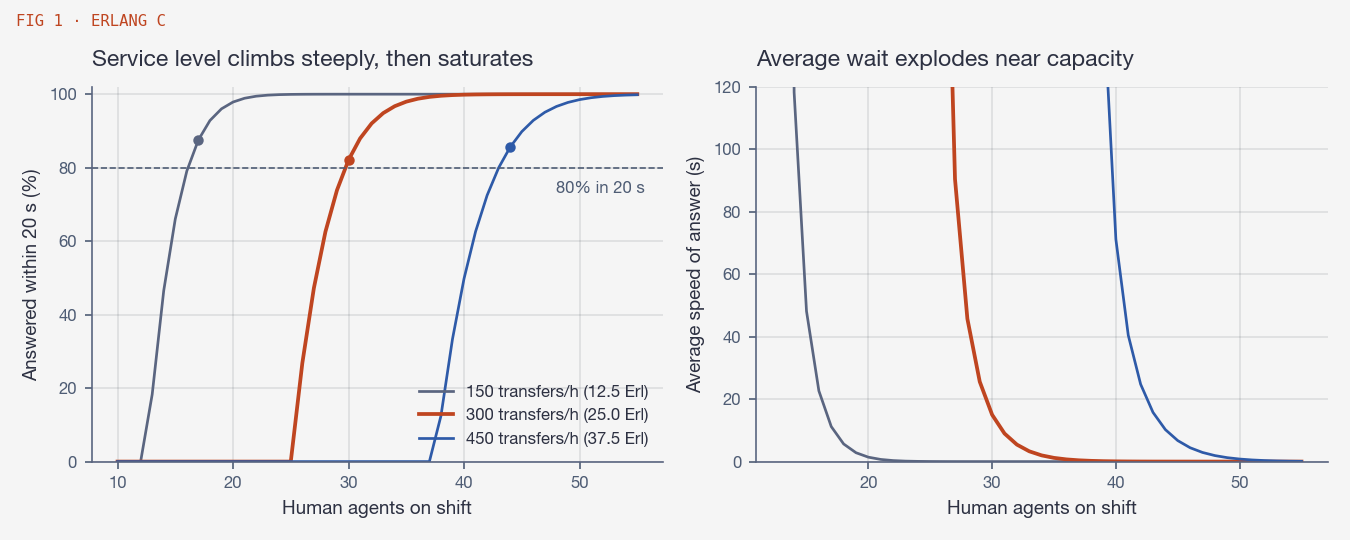 FIG 1 · ERLANG C
Service level climbs steeply, then saturates
Answered within 20 s (%)
100
80
60
40
20
0
80% in 20 s
150 transfers/h (12.5 Erl)
300 transfers/h (25.0 Erl)
450 transfers/h (37.5 Erl)
10 20 30 40 50
Human agents on shift
Average wait explodes near capacity
Average speed of answer (s)
120
100
80
60
40
20
0
20 30 40 50
Human agents on shift